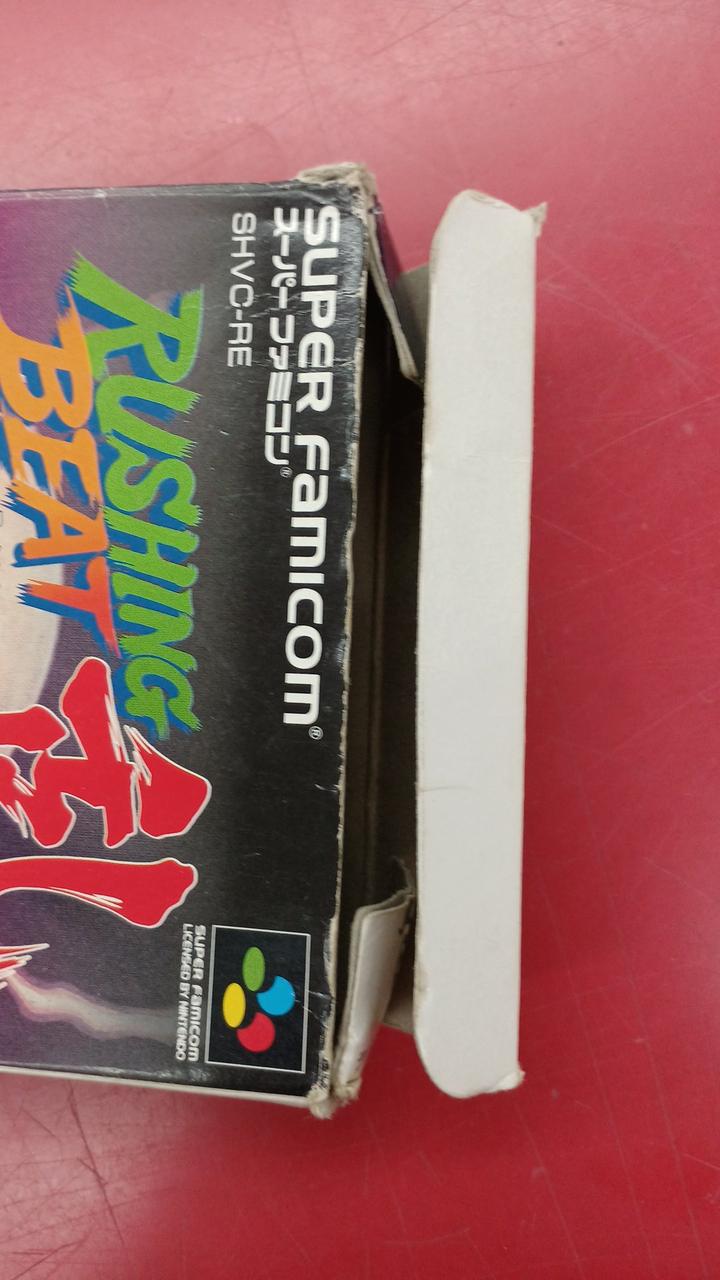 SUPER FAMICOM®
スーパーファミコン®
SHVC-RE
RUSHING
BEAT
乱
SUPER FAMICOM
LICENSED BY NINTENDO